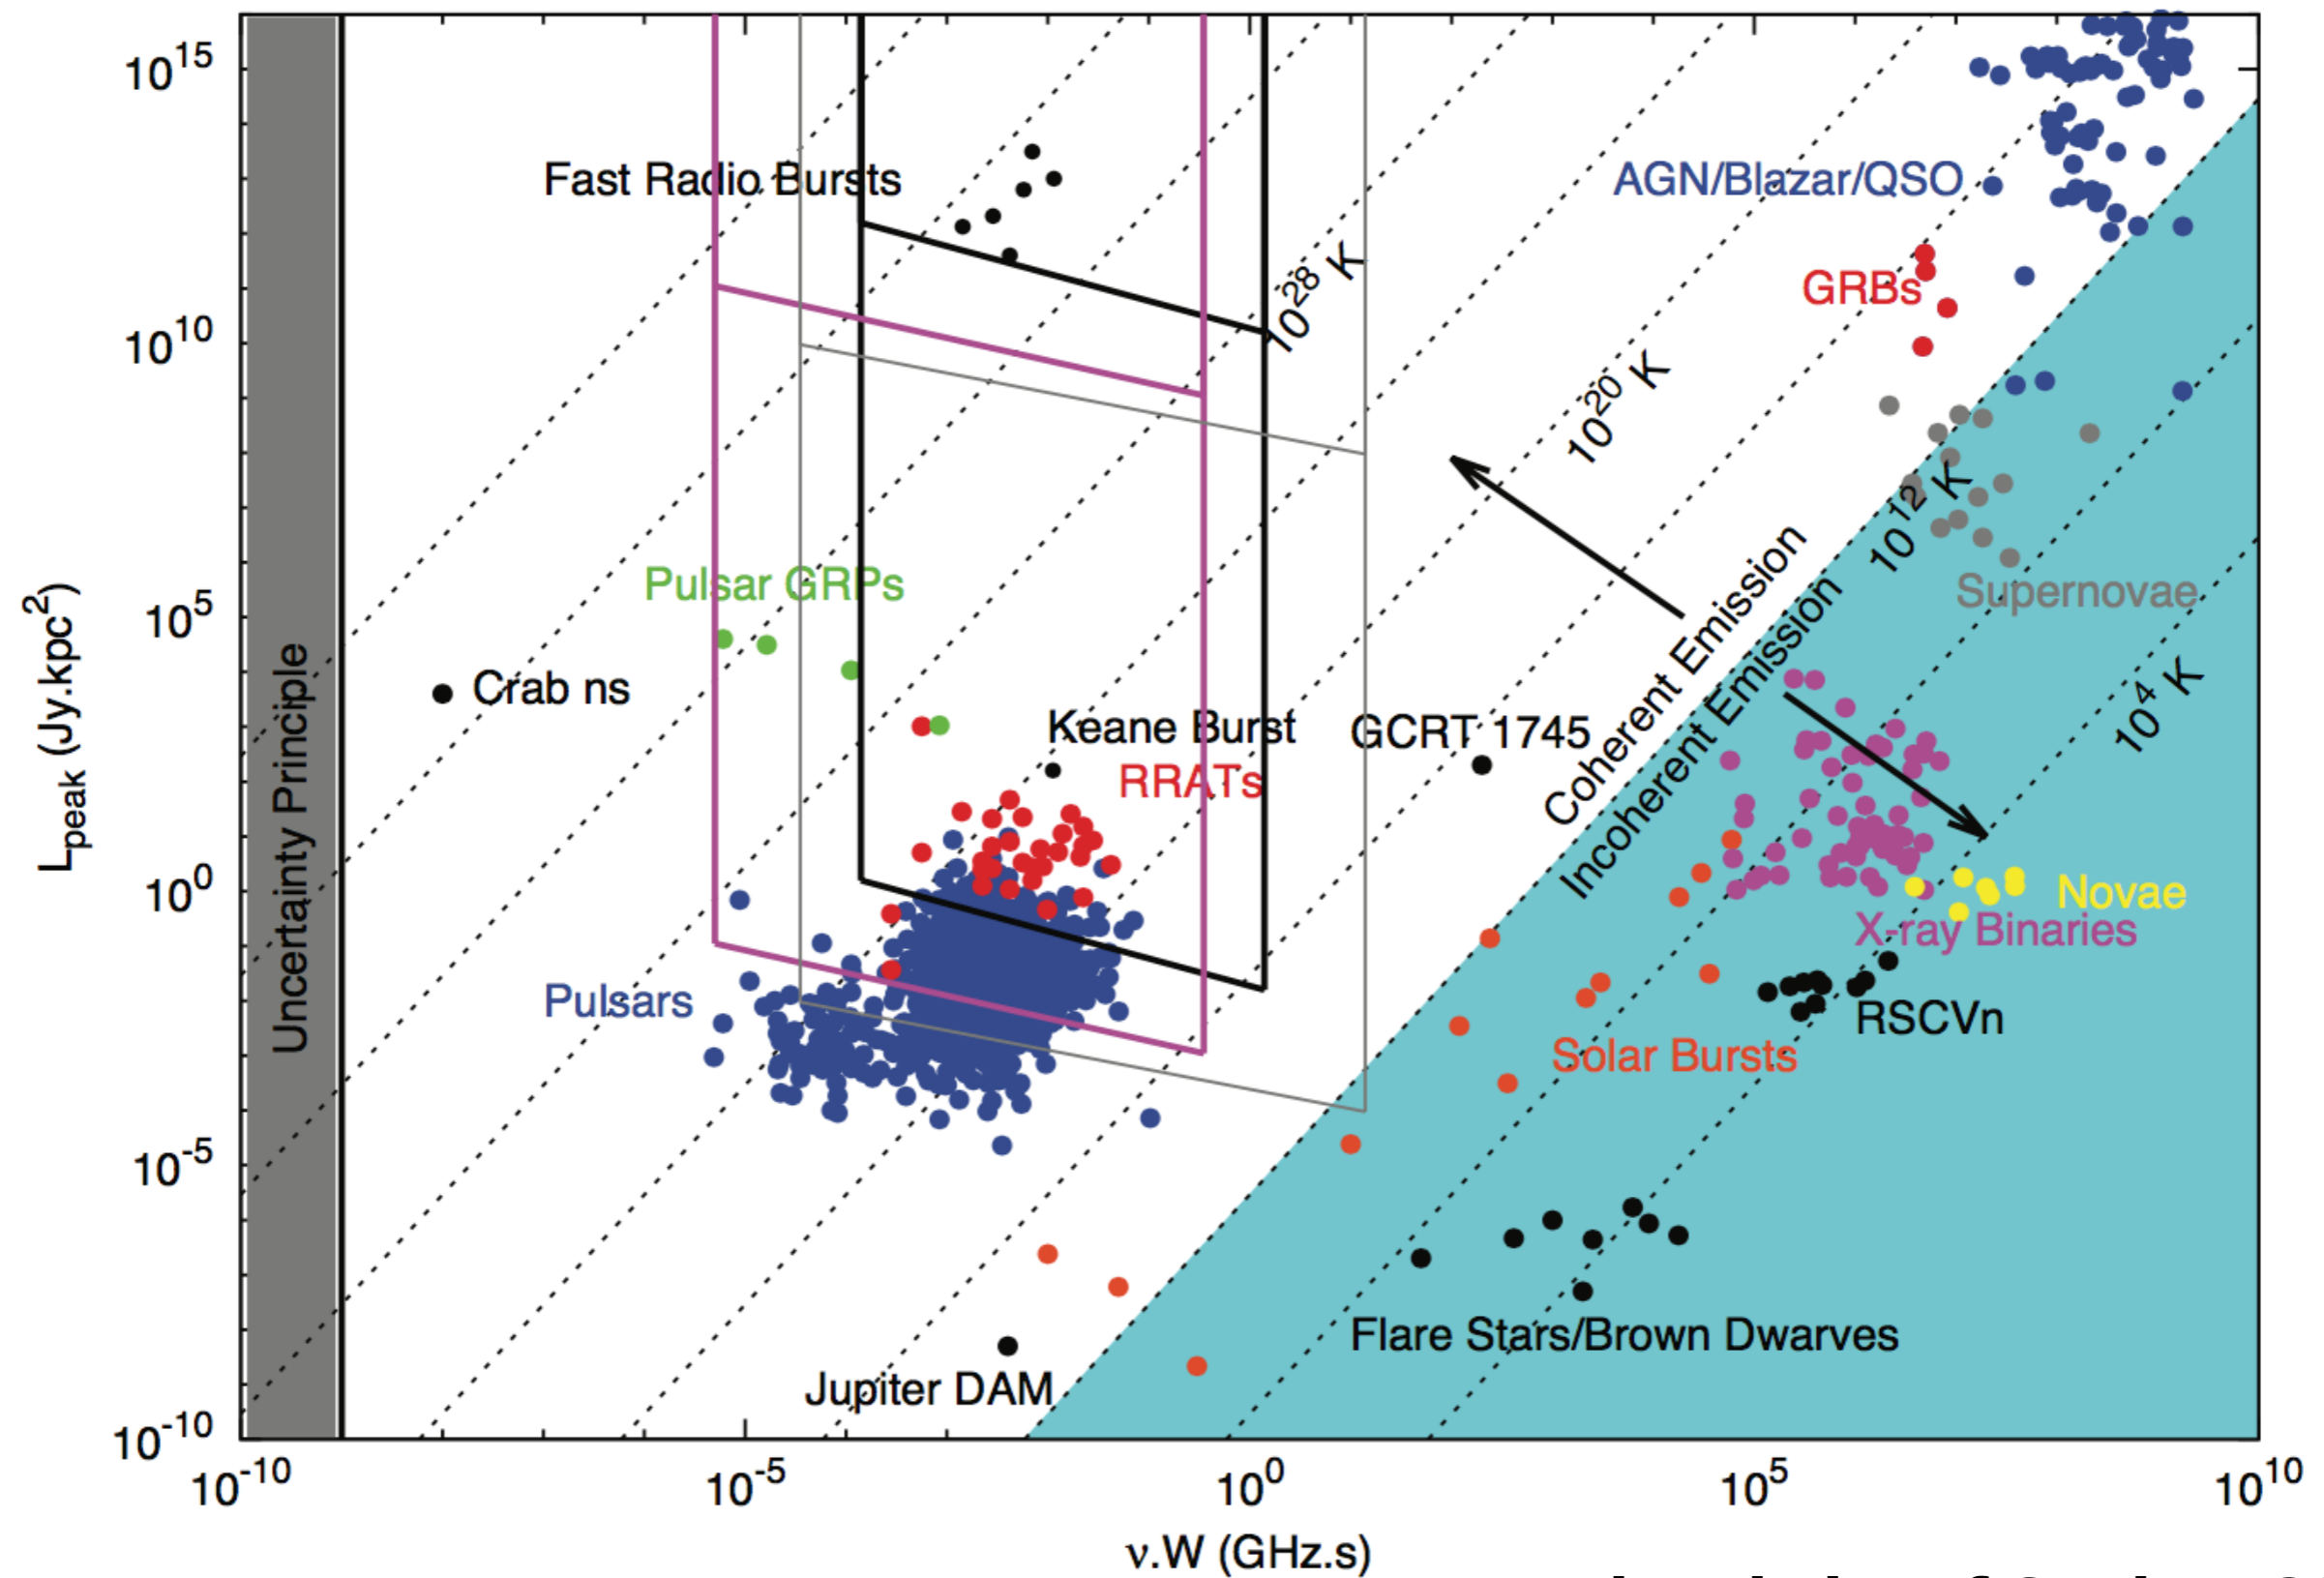 10^15
Fast Radio Bursts
AGN/Blazar/QSO
10^28 K
GRBs
10^10
10^20 K
10^12 K
Coherent Emission
Incoherent Emission
Pulsar GRPs
Supernovae
10^5
10^4 K
Uncertainty Principle
Crab ns
Keane Burst
GCRT 1745
RRATs
L_peak (Jy.kpc^2)
10^0
Novae
X-ray Binaries
Pulsars
RSCVn
Solar Bursts
10^-5
Flare Stars/Brown Dwarves
Jupiter DAM
10^-10
10^-10
10^-5
10^0
10^5
10^10
ν.W (GHz.s)